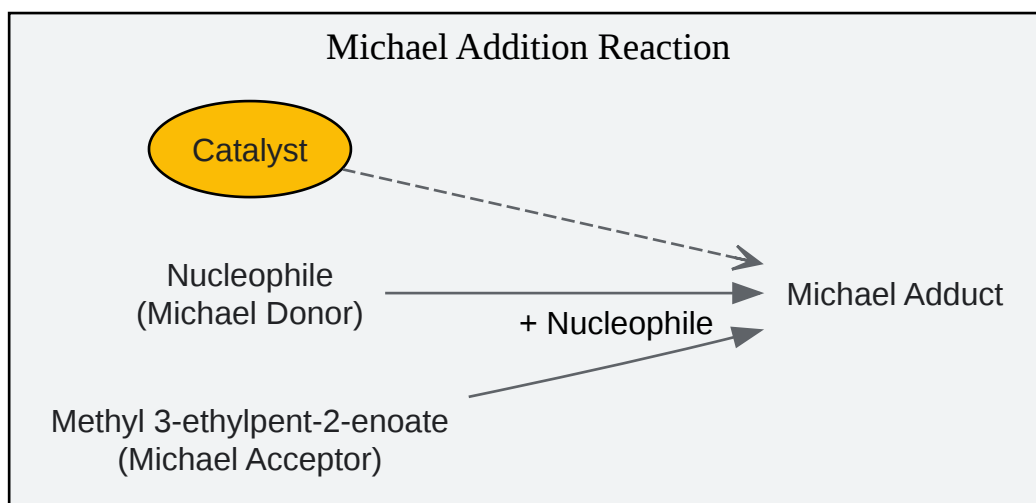 Michael Addition Reaction
Catalyst
Nucleophile
(Michael Donor)
+ Nucleophile
Michael Adduct
Methyl 3-ethylpent-2-enoate
(Michael Acceptor)